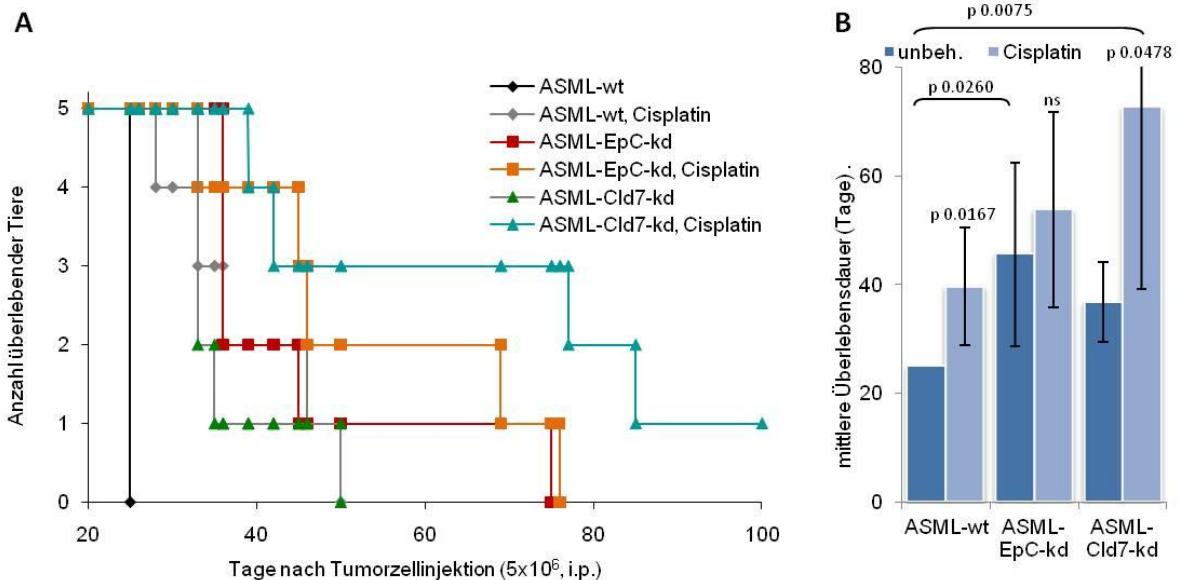 A
Anzahl überlebender Tiere
5
4
3
2
1
0
20
40
60
80
100
Tage nach Tumorzellinjektion (5x10⁶, i.p.)
ASML-wt
ASML-wt, Cisplatin
ASML-EpC-kd
ASML-EpC-kd, Cisplatin
ASML-Cld7-kd
ASML-Cld7-kd, Cisplatin
B
p 0.0075
unbeh.
Cisplatin
p 0.0478
p 0.0260
ns
p 0.0167
mittlere Überlebensdauer (Tage) .
80
60
40
20
0
ASML-wt
ASML-
EpC-kd
ASML-
Cld7-kd